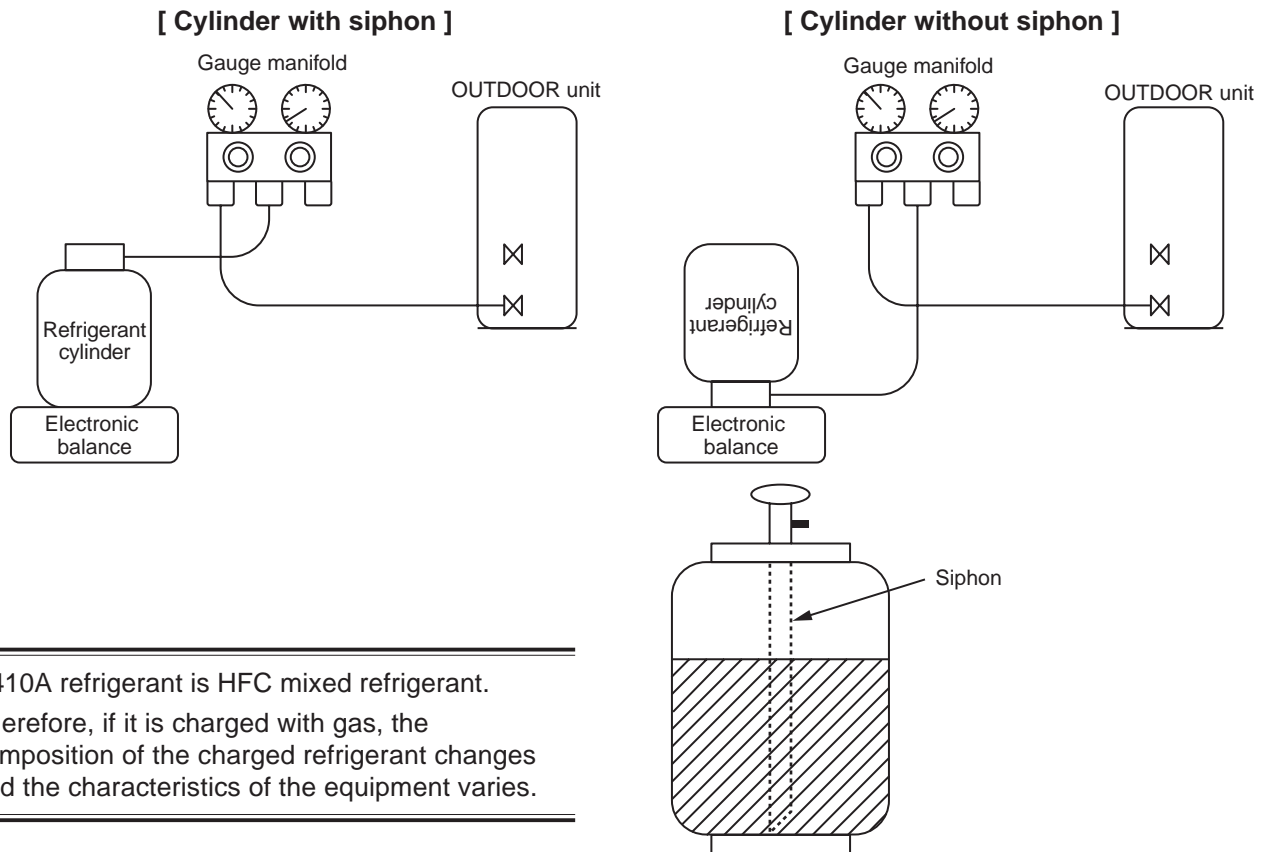 [ Cylinder with siphon ]
Gauge manifold
OUTDOOR unit
Refrigerant
cylinder
Electronic
balance
[ Cylinder without siphon ]
Gauge manifold
OUTDOOR unit
Refrigerant
cylinder
Electronic
balance
Siphon
410A refrigerant is HFC mixed refrigerant.
erefore, if it is charged with gas, the
mposition of the charged refrigerant changes
d the characteristics of the equipment varies.